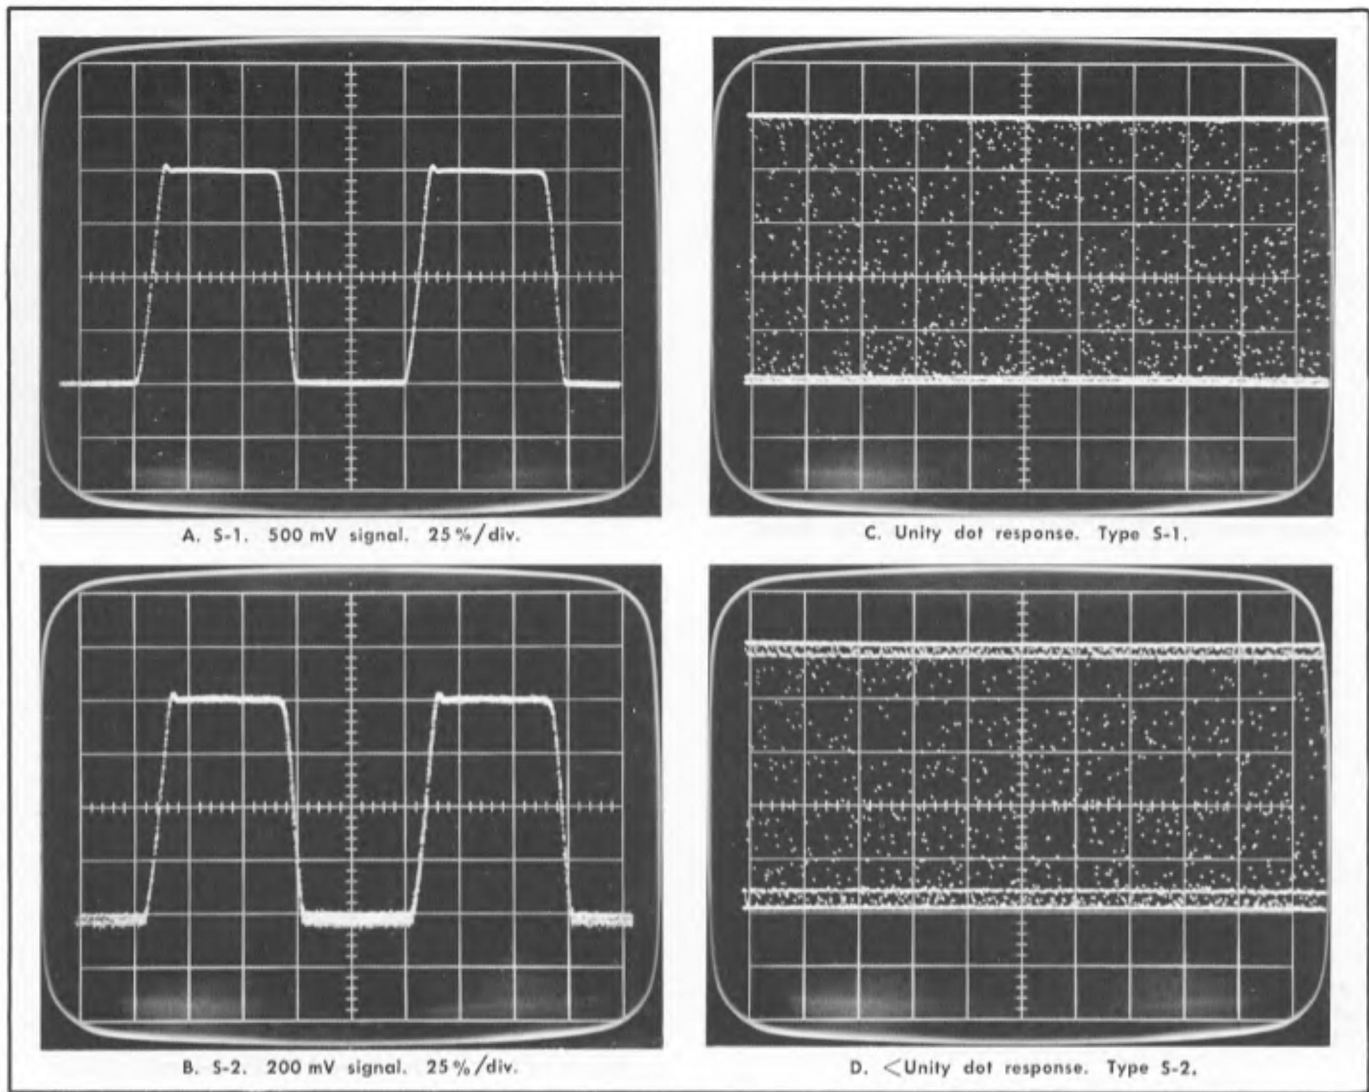 A. S-1. 500 mV signal. 25%/div.
C. Unity dot response. Type S-1.
B. S-2. 200 mV signal. 25%/div.
D. <Unity dot response. Type S-2.